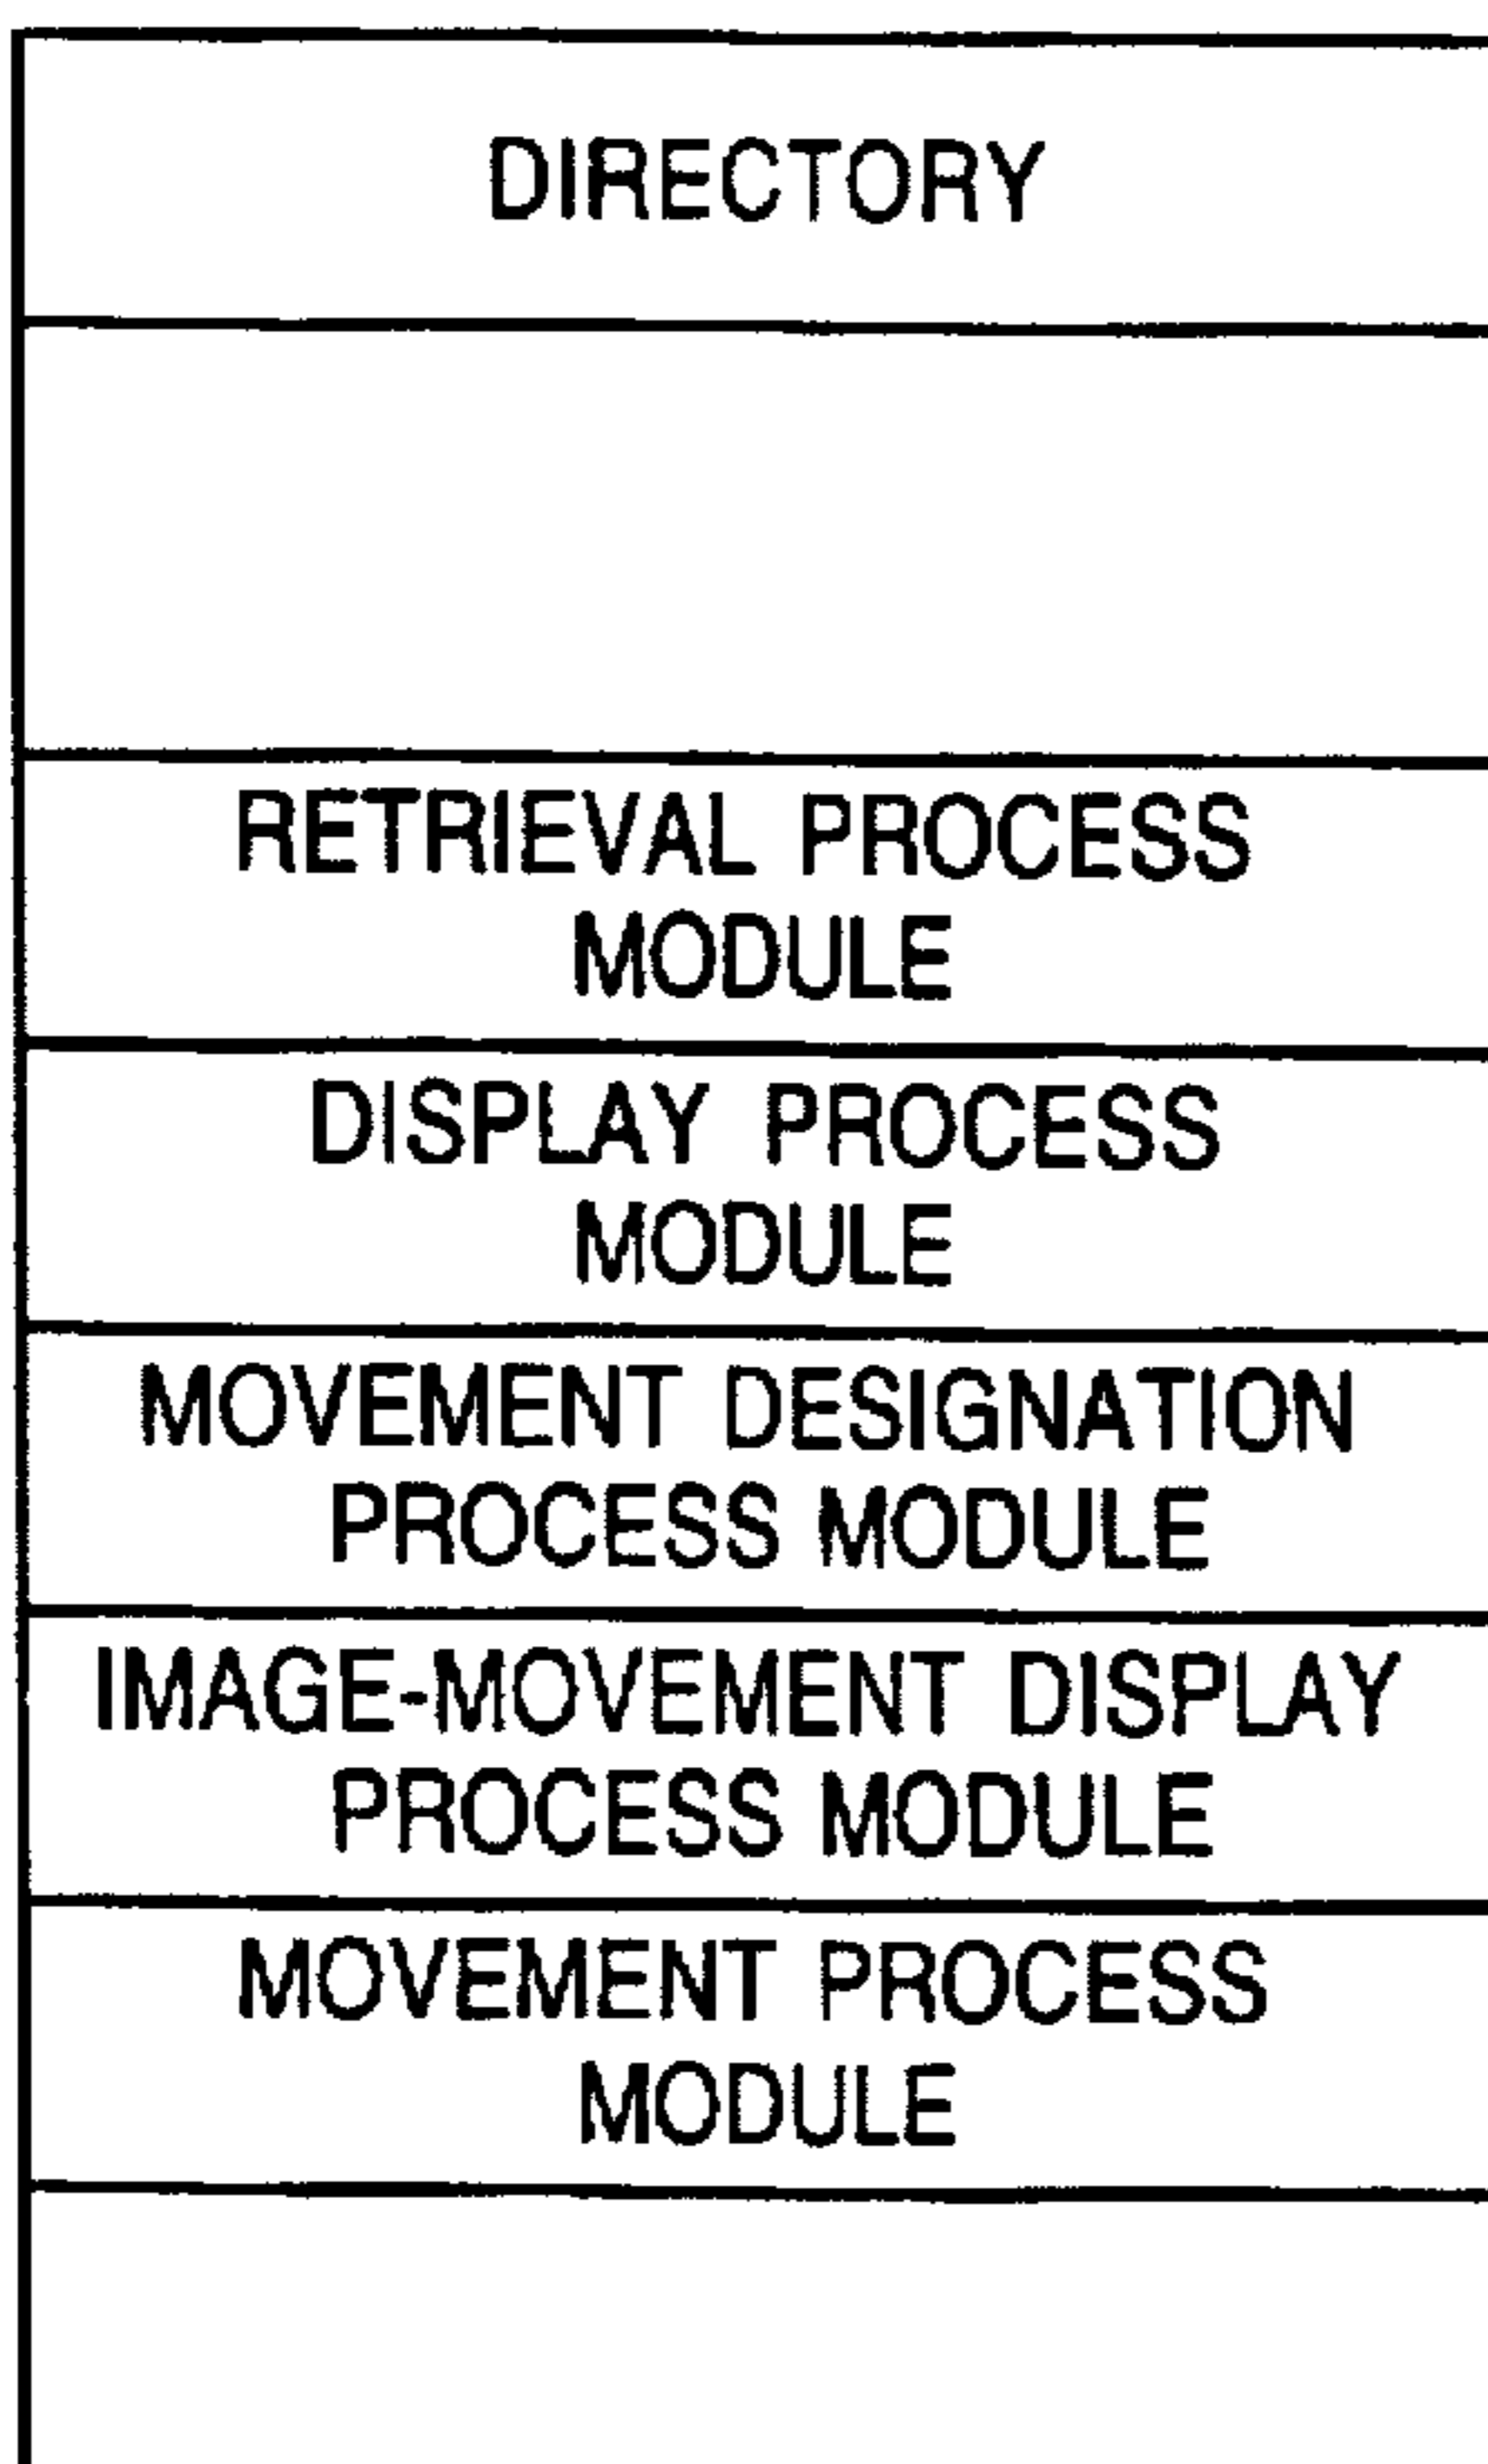 DIRECTORY
RETRIEVAL PROCESS
MODULE
DISPLAY PROCESS
MODULE
MOVEMENT DESIGNATION
PROCESS MODULE
IMAGE-MOVEMENT DISPLAY
PROCESS MODULE
MOVEMENT PROCESS
MODULE